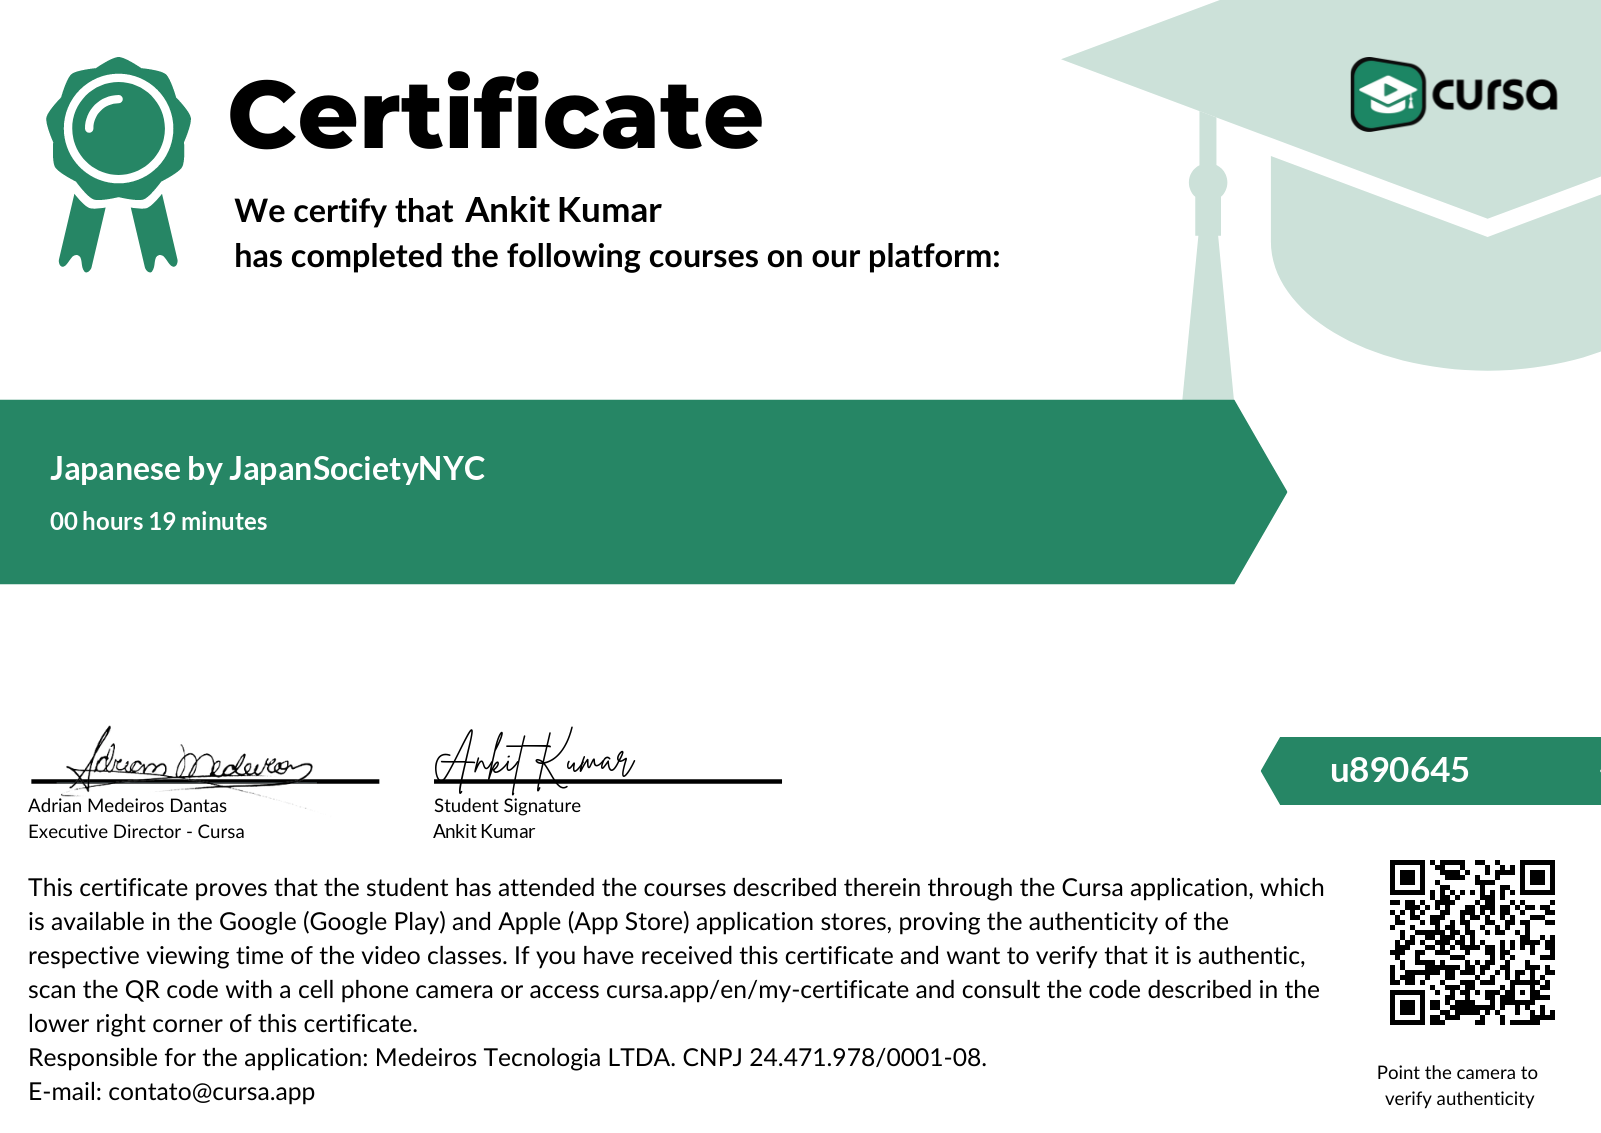 cursa
Certificate
We certify that Ankit Kumar
has completed the following courses on our platform:
Japanese by JapanSocietyNYC
00 hours 19 minutes
Adrian Medeiros
Ankit Kumar
Adrian Medeiros Dantas
Executive Director - Cursa
Student Signature
Ankit Kumar
u890645
This certificate proves that the student has attended the courses described therein through the Cursa application, which
is available in the Google (Google Play) and Apple (App Store) application stores, proving the authenticity of the
respective viewing time of the video classes. If you have received this certificate and want to verify that it is authentic,
scan the QR code with a cell phone camera or access cursa.app/en/my-certificate and consult the code described in the
lower right corner of this certificate.
Responsible for the application: Medeiros Tecnologia LTDA. CNPJ 24.471.978/0001-08.
E-mail: contato@cursa.app
Point the camera to
verify authenticity